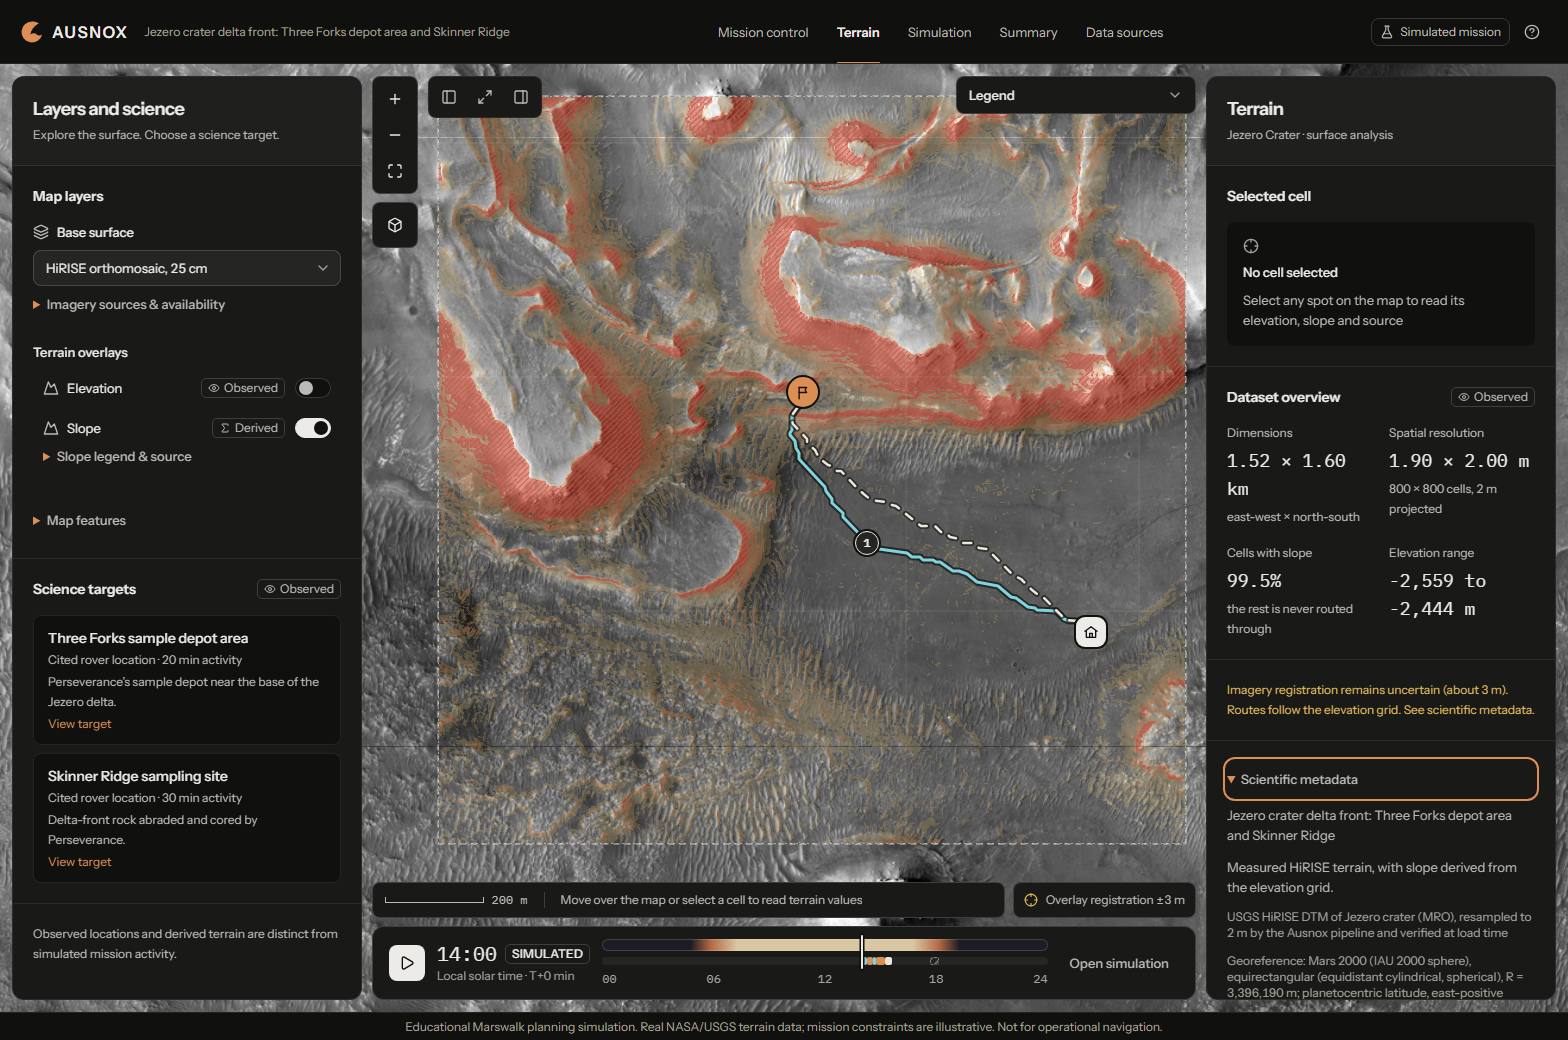 AUSNOX
Jezero crater delta front: Three Forks depot area and Skinner Ridge
Mission control
Terrain
Simulation
Summary
Data sources
Simulated mission
Layers and science
Explore the surface. Choose a science target.
Map layers
Base surface
HiRISE orthomosaic, 25 cm
Imagery sources & availability
Terrain overlays
Elevation
Observed
Slope
Σ Derived
Slope legend & source
Map features
Science targets
Observed
Three Forks sample depot area
Cited rover location · 20 min activity
Perseverance's sample depot near the base of the
Jezero delta.
View target
Skinner Ridge sampling site
Cited rover location · 30 min activity
Delta-front rock abraded and cored by
Perseverance.
View target
Observed locations and derived terrain are distinct from
simulated mission activity.
Legend
1
200 m
Move over the map or select a cell to read terrain values
Overlay registration ±3 m
14:00
SIMULATED
Local solar time · T+0 min
00
06
12
18
24
Open simulation
Terrain
Jezero Crater · surface analysis
Selected cell
No cell selected
Select any spot on the map to read its
elevation, slope and source
Dataset overview
Observed
Dimensions
1.52 × 1.60
km
east-west × north-south
Spatial resolution
1.90 × 2.00 m
800 × 800 cells, 2 m
projected
Cells with slope
99.5%
the rest is never routed
through
Elevation range
-2,559 to
-2,444 m
Imagery registration remains uncertain (about 3 m).
Routes follow the elevation grid. See scientific metadata.
Scientific metadata
Jezero crater delta front: Three Forks depot area
and Skinner Ridge
Measured HiRISE terrain, with slope derived from
the elevation grid.
USGS HiRISE DTM of Jezero crater (MRO), resampled to
2 m by the Ausnox pipeline and verified at load time
Georeference: Mars 2000 (IAU 2000 sphere),
equirectangular (equidistant cylindrical, spherical), R =
3,396,190 m; planetocentric latitude, east-positive
Educational Marswalk planning simulation. Real NASA/USGS terrain data; mission constraints are illustrative. Not for operational navigation.